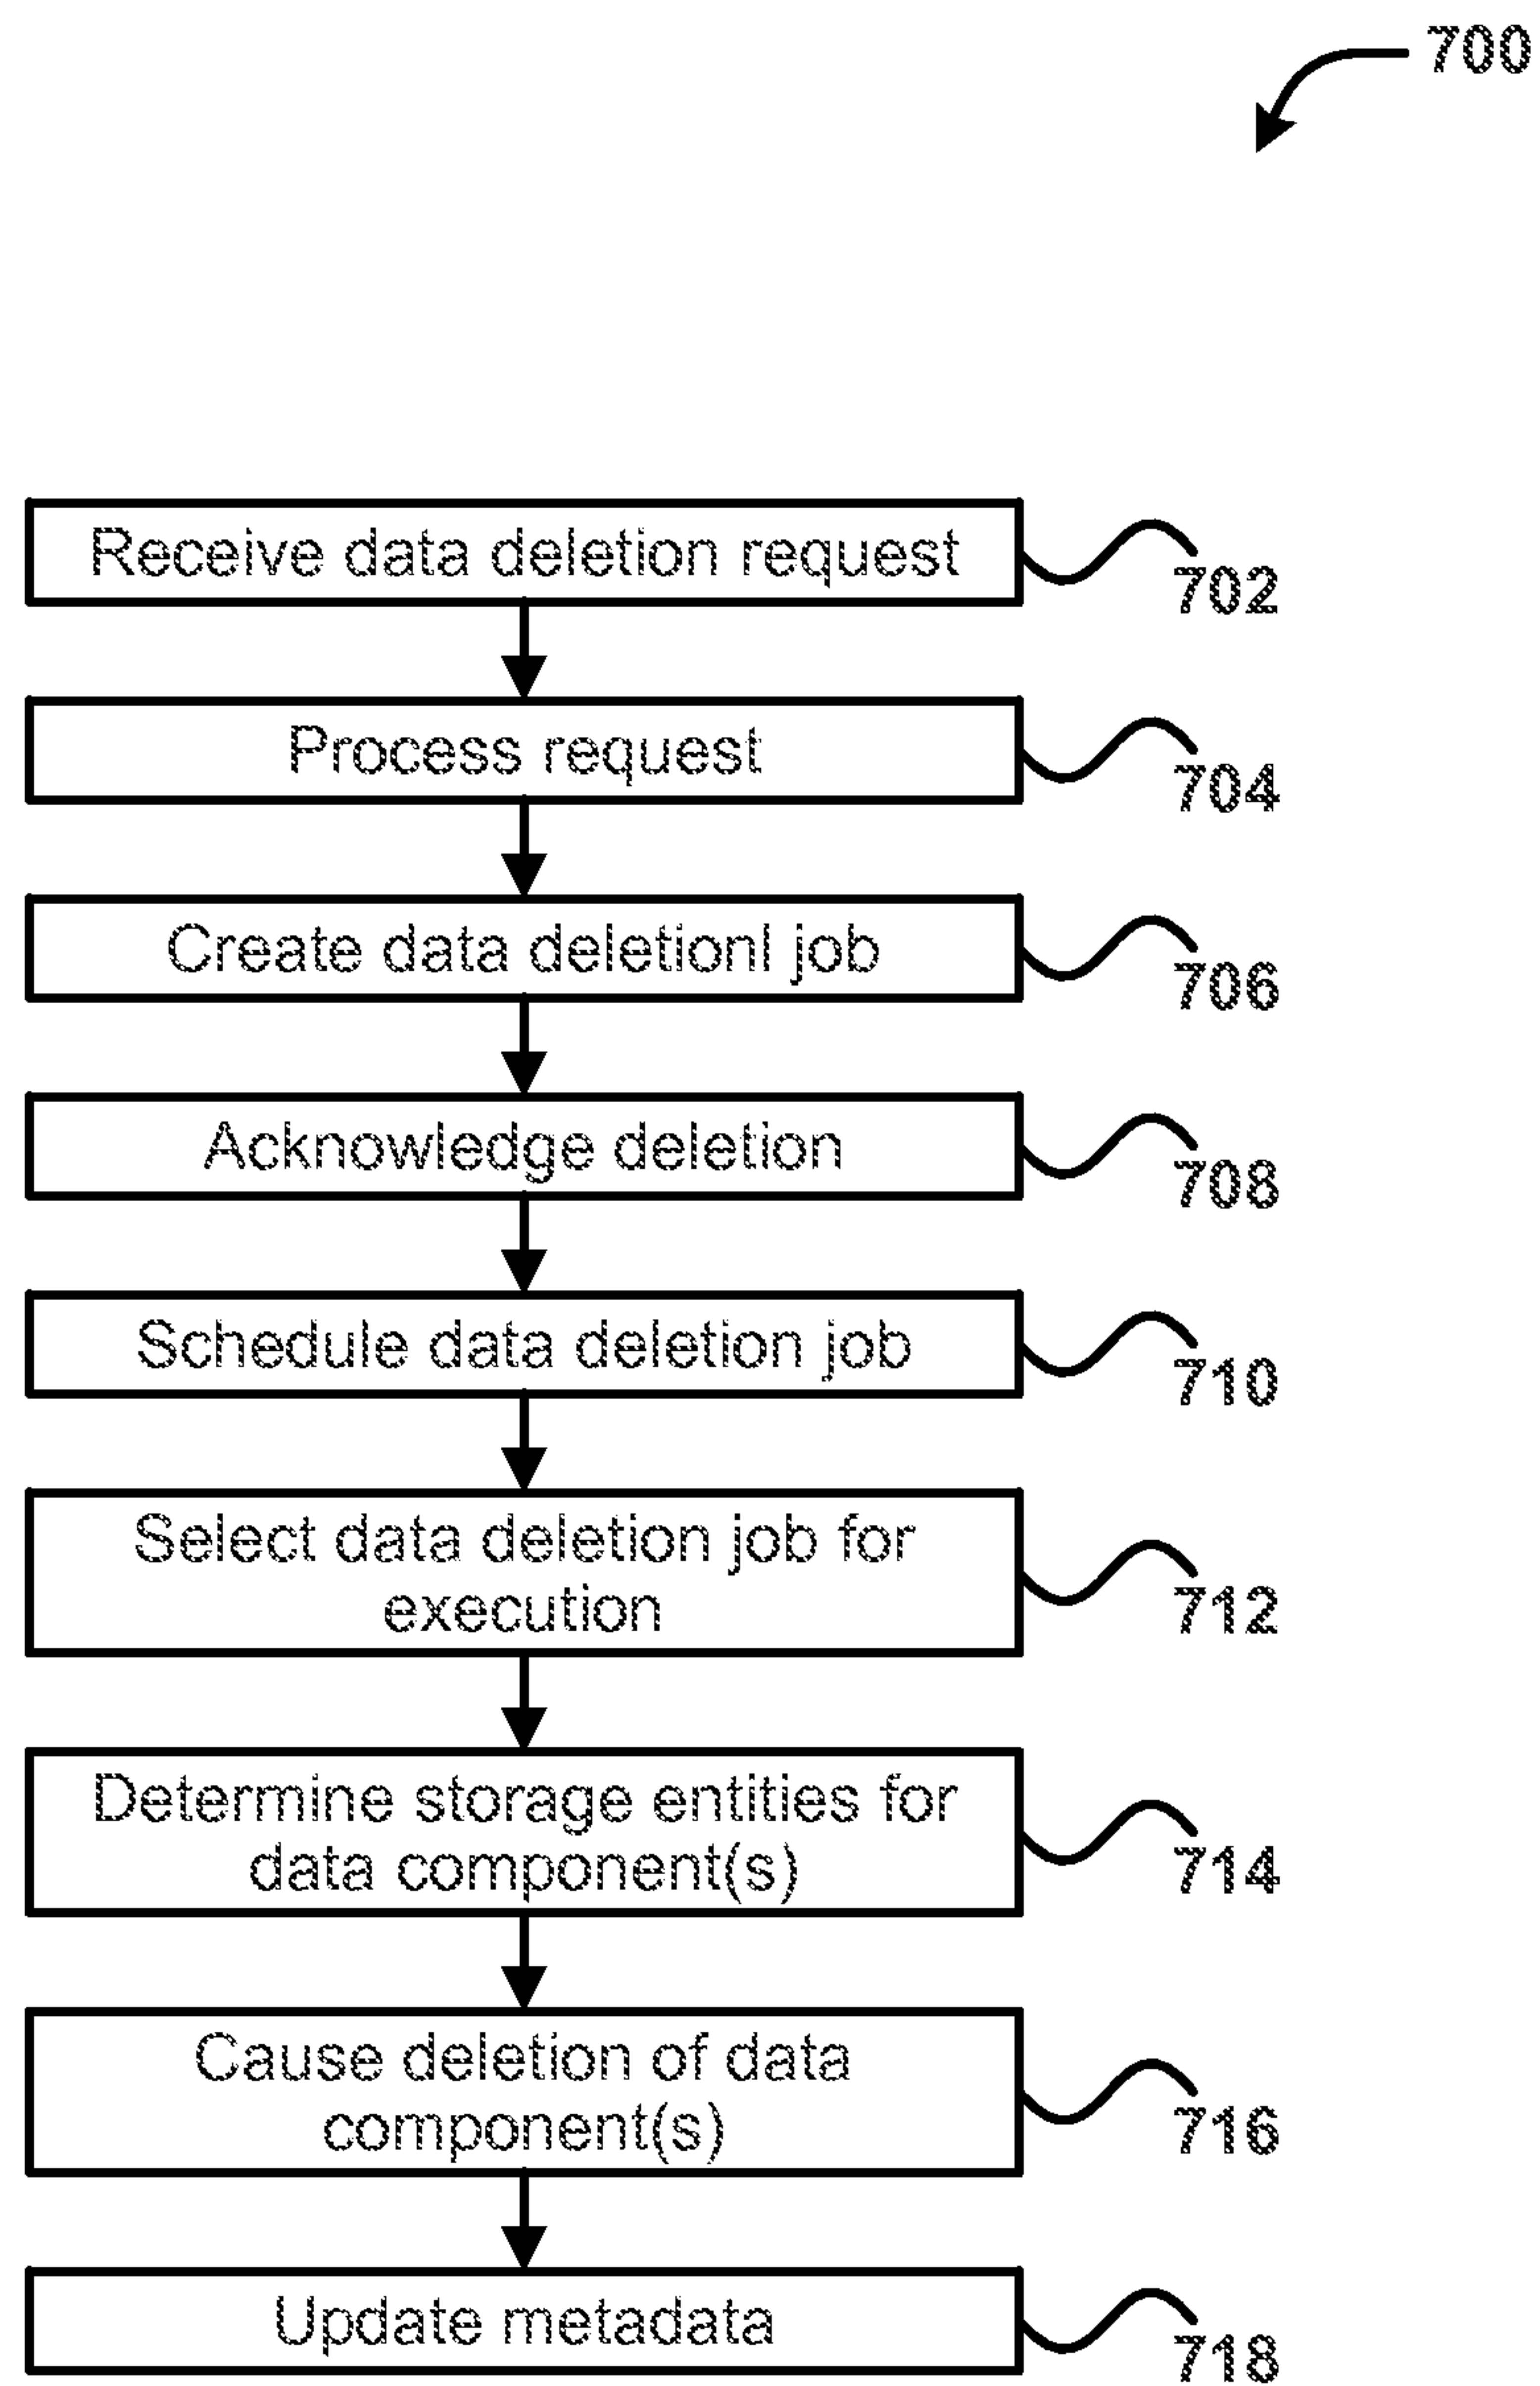 700
Receive data deletion request
702
Process request
704
Create data deletionl job
706
Acknowledge deletion
708
Schedule data deletion job
710
Select data deletion job for
execution
712
Determine storage entities for
data component(s)
714
Cause deletion of data
component(s)
716
Update metadata
718